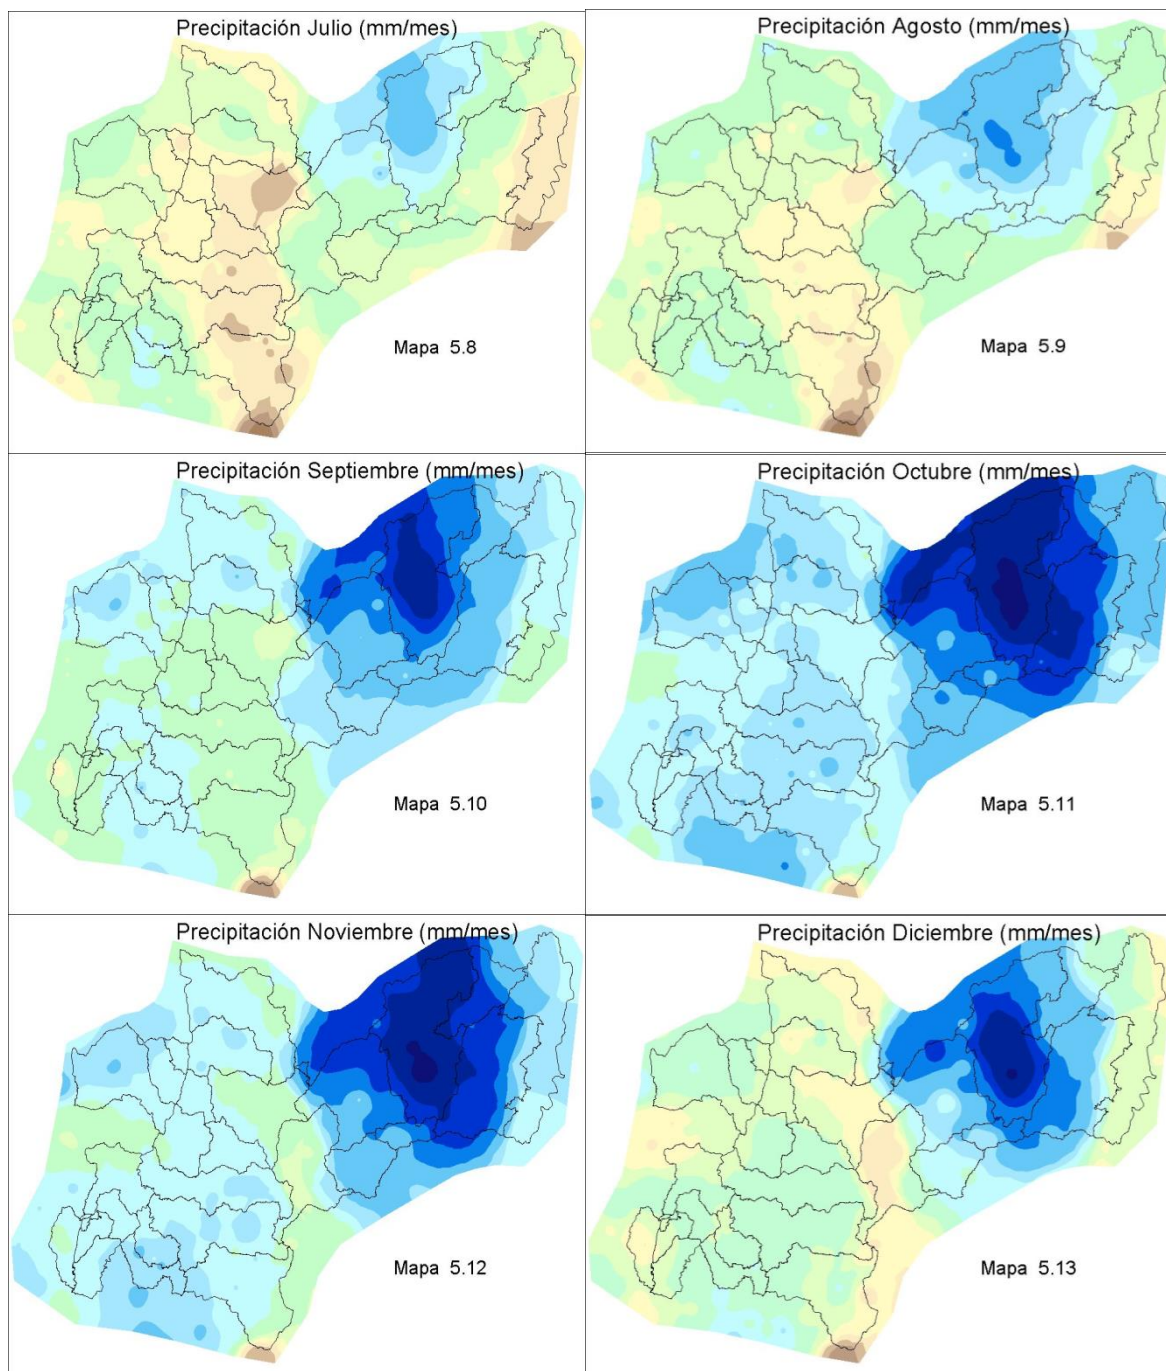 Precipitación Julio (mm/mes)
Mapa 5.8
Precipitación Agosto (mm/mes)
Mapa 5.9
Precipitación Septiembre (mm/mes)
Mapa 5.10
Precipitación Octubre (mm/mes)
Mapa 5.11
Precipitación Noviembre (mm/mes)
Mapa 5.12
Precipitación Diciembre (mm/mes)
Mapa 5.13